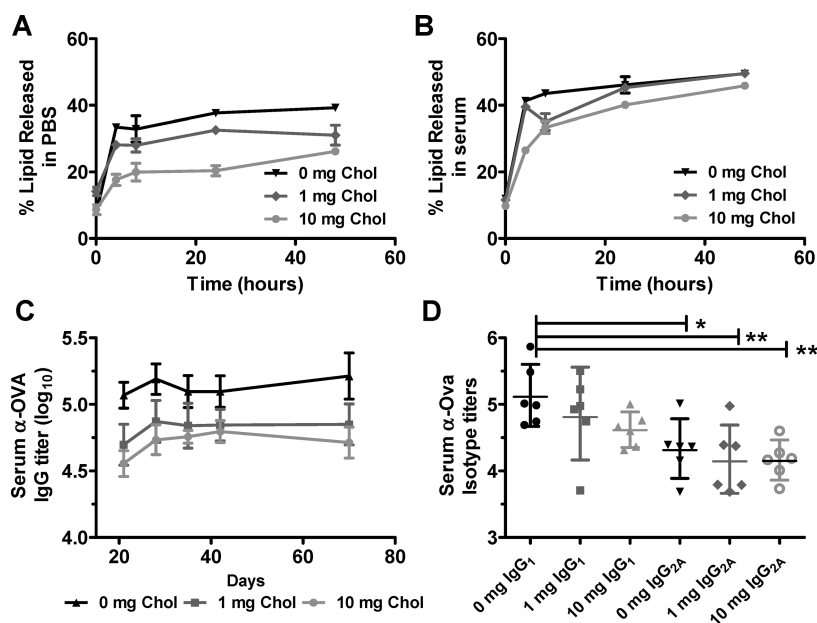 A
% Lipid Released
in PBS
60
40
20
0
0 mg Chol
1 mg Chol
10 mg Chol
0 20 40 60
Time (hours)
B
% Lipid Released
in serum
60
40
20
0
0 mg Chol
1 mg Chol
10 mg Chol
0 20 40 60
Time (hours)
C
Serum α-OVA
IgG titer (log₁₀)
5.5
5.0
4.5
4.0
20 40 60 80
Days
0 mg Chol 1 mg Chol 10 mg Chol
D
Serum α-Ova
Isotype titers
6
5
4
3
*
**
**
0 mg IgG₁
1 mg IgG₁
10 mg IgG₁
0 mg IgG₂A
1 mg IgG₂A
10 mg IgG₂A